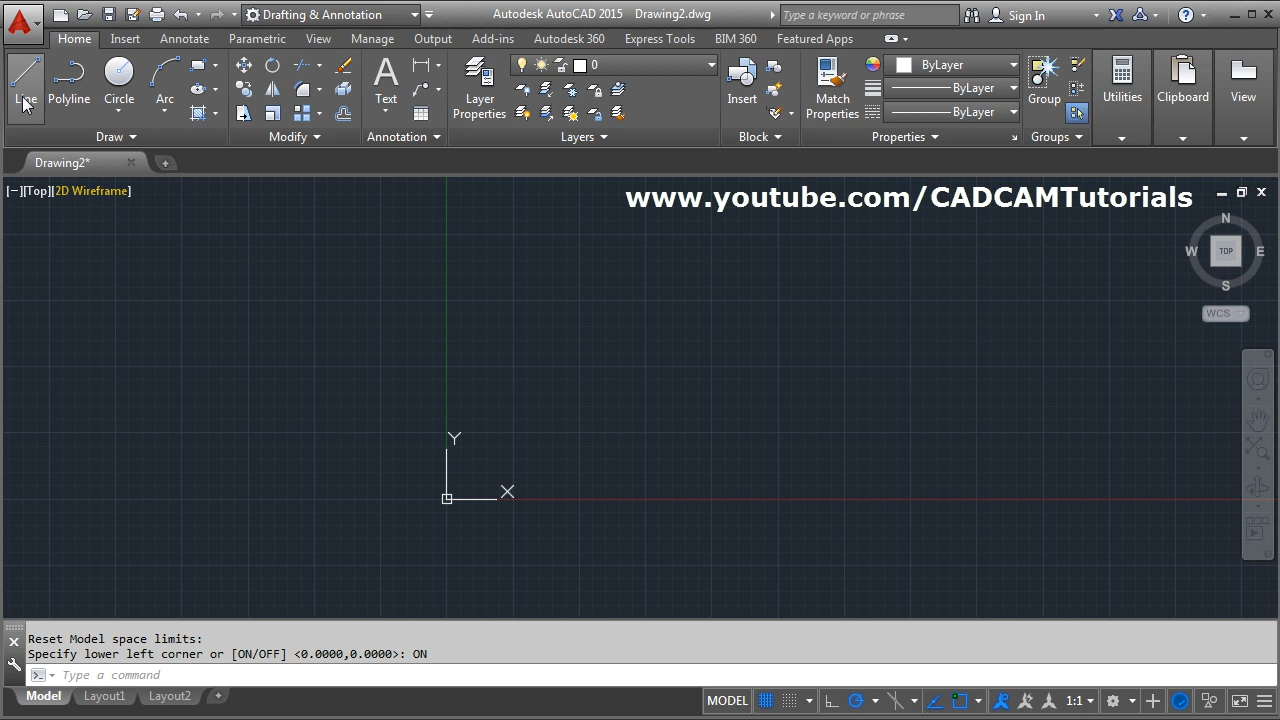 Drafting & Annotation
Autodesk AutoCAD 2015 Drawing2.dwg
Type a keyword or phrase
Sign In
Home Insert Annotate Parametric View Manage Output Add-ins Autodesk 360 Express Tools BIM 360 Featured Apps
Line Polyline Circle Arc
Text
Layer Properties
0
Insert
Match Properties
ByLayer
ByLayer
ByLayer
Group
Utilities
Clipboard
View
Draw Modify Annotation Layers Block Properties Groups
Drawing2*
[−][Top][2D Wireframe]
www.youtube.com/CADCAMTutorials
N
W TOP E
S
WCS
Y
X
Reset Model space limits:
Specify lower left corner or [ON/OFF] <0.0000,0.0000>: ON
Type a command
Model Layout1 Layout2
MODEL
1:1